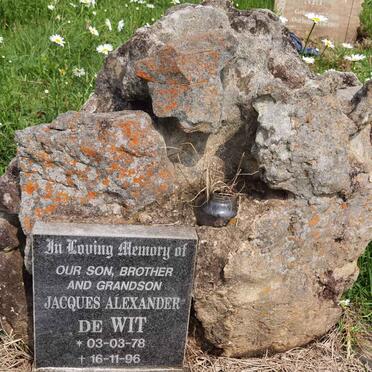 In Loving Memory of
OUR SON, BROTHER
AND GRANDSON
JACQUES ALEXANDER
DE WIT
* 03-03-78
† 16-11-96